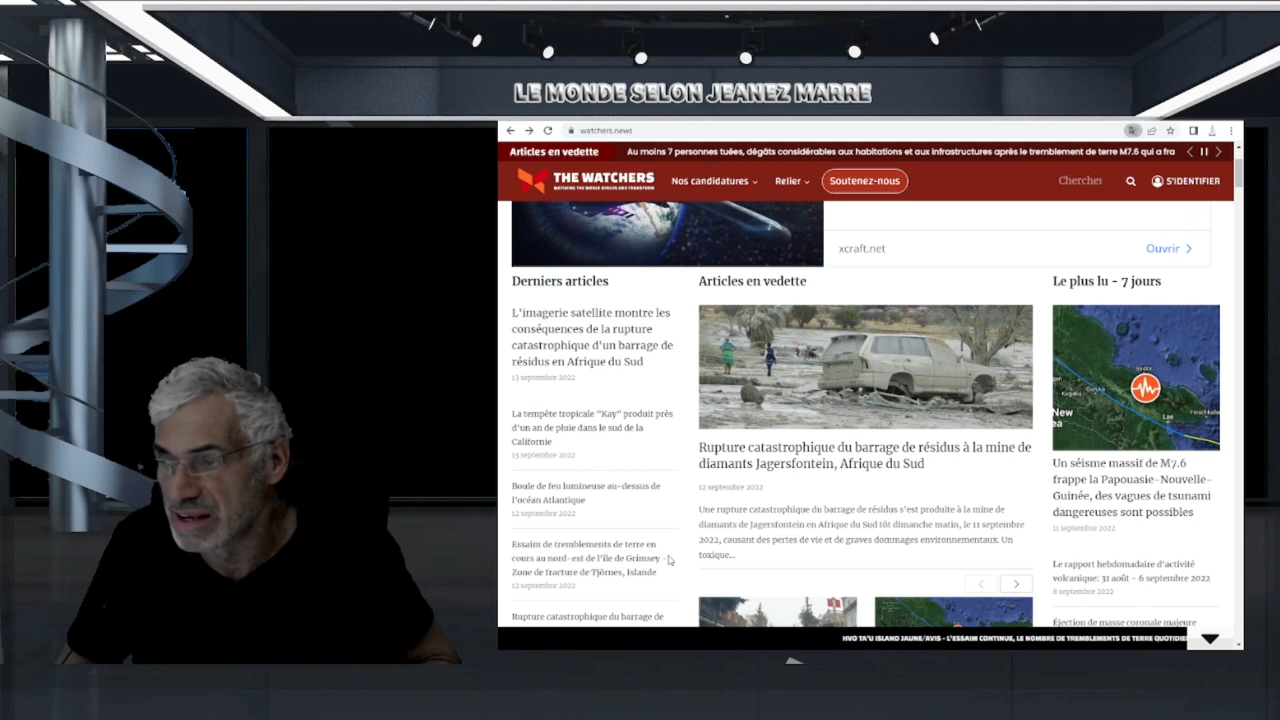 LE MONDE SELON JEANEZ MARRE
watchers.news
Articles en vedette
Au moins 7 personnes tuées, dégâts considérables aux habitations et aux infrastructures après le tremblement de terre M7.6 qui a fra
THE WATCHERS
WATCHING THE WORLD EVOLVE AND TRANSFORM
Nos candidatures
Relier
Soutenez-nous
Chercher
S'IDENTIFIER
xcraft.net
Ouvrir
Derniers articles
L'imagerie satellite montre les
conséquences de la rupture
catastrophique d'un barrage de
résidus en Afrique du Sud
13 septembre 2022
La tempête tropicale "Kay" produit près
d'un an de pluie dans le sud de la
Californie
13 septembre 2022
Boule de feu lumineuse au-dessus de
l'océan Atlantique
12 septembre 2022
Essaim de tremblements de terre en
cours au nord-est de l'île de Grímsey -
Zone de fracture de Tjörnes, Islande
12 septembre 2022
Rupture catastrophique du barrage de
Articles en vedette
Rupture catastrophique du barrage de résidus à la mine de
diamants Jagersfontein, Afrique du Sud
12 septembre 2022
Une rupture catastrophique du barrage de résidus s'est produite à la mine de
diamants de Jagersfontein en Afrique du Sud tôt dimanche matin, le 11 septembre
2022, causant des pertes de vie et de graves dommages environnementaux. Un
toxique...
Le plus lu - 7 jours
Saidor
Goroka
Lae
New
ea
Un séisme massif de M7.6
frappe la Papouasie-Nouvelle-
Guinée, des vagues de tsunami
dangereuses sont possibles
11 septembre 2022
Le rapport hebdomadaire d'activité
volcanique: 31 août - 6 septembre 2022
8 septembre 2022
Éjection de masse coronale majeure
HVO TA'U ISLAND JAUNE/AVIS - L'ESSAIM CONTINUE, LE NOMBRE DE TREMBLEMENTS DE TERRE QUOTIDIE